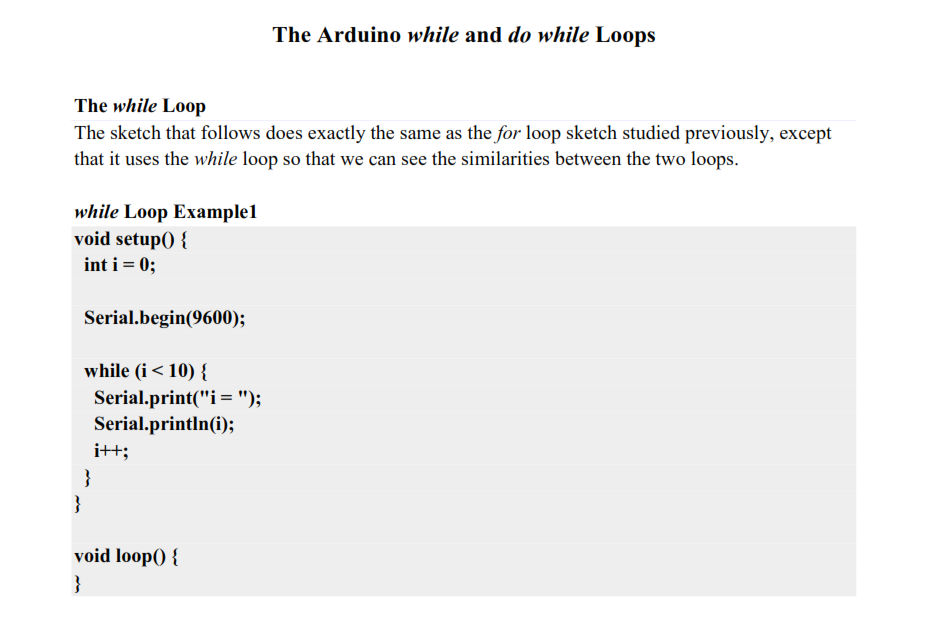 The Arduino while and do while Loops
The while Loop
The sketch that follows does exactly the same as the for loop sketch studied previously, except
that it uses the while loop so that we can see the similarities between the two loops.
while Loop Example1
void setup() {
  int i = 0;
  Serial.begin(9600);
  while (i < 10) {
    Serial.print("i = ");
    Serial.println(i);
    i++;
  }
}
void loop() {
}